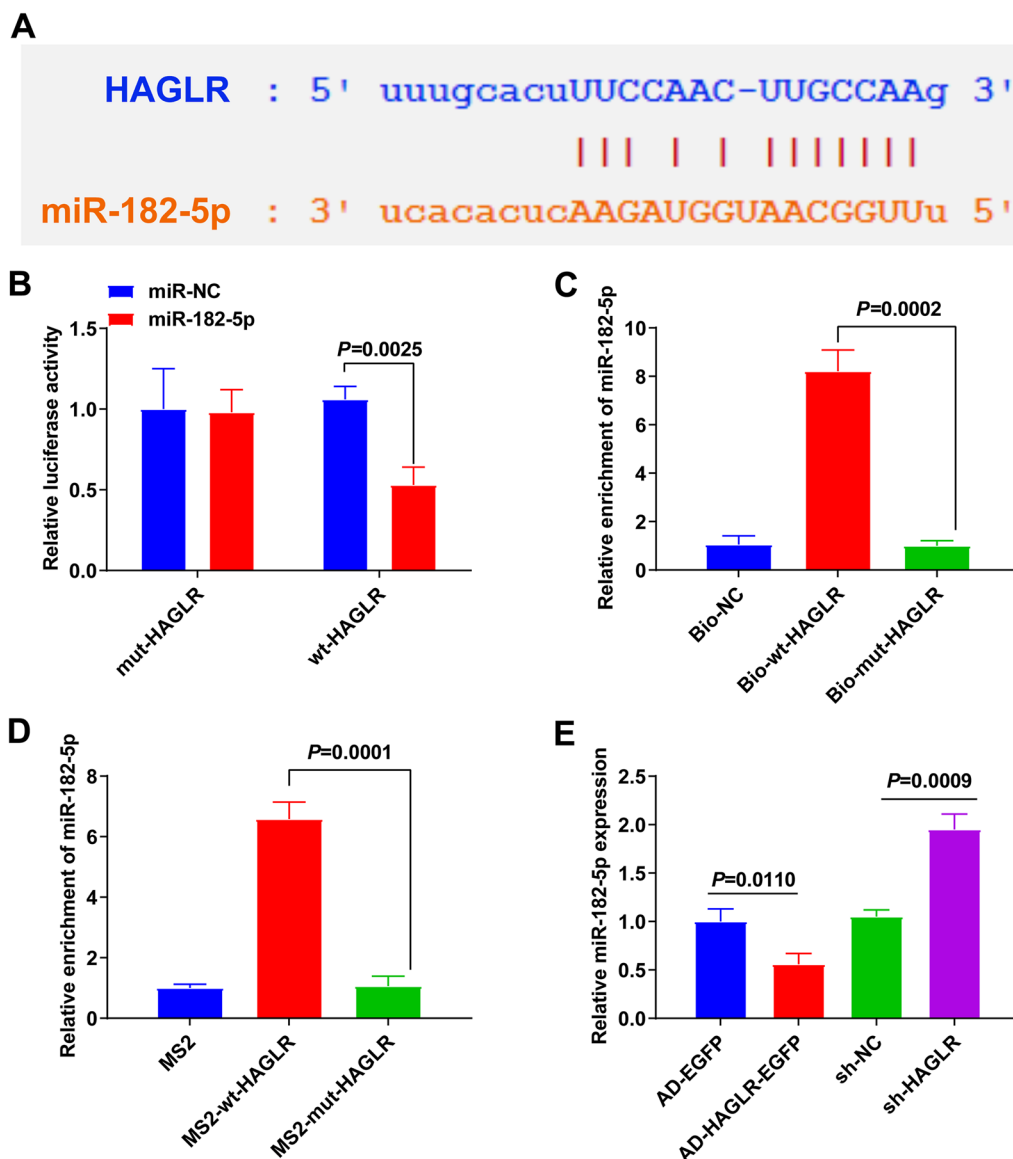 A
HAGLR : 5' uuugcacuUUCCAAC-UUGCCAAg 3'
||| | | |||||||
miR-182-5p : 3' ucacacucAAGAUGGUAACGGUUu 5'
B
miR-NC
miR-182-5p
Relative luciferase activity
1.5
1.0
0.5
0.0
P=0.0025
mut-HAGLR
wt-HAGLR
C
Relative enrichment of miR-182-5p
10
8
6
4
2
0
P=0.0002
Bio-NC
Bio-wt-HAGLR
Bio-mut-HAGLR
D
Relative enrichment of miR-182-5p
8
6
4
2
0
P=0.0001
MS2
MS2-wt-HAGLR
MS2-mut-HAGLR
E
Relative miR-182-5p expression
2.5
2.0
1.5
1.0
0.5
0.0
P=0.0110
P=0.0009
AD-EGFP
AD-HAGLR-EGFP
sh-NC
sh-HAGLR